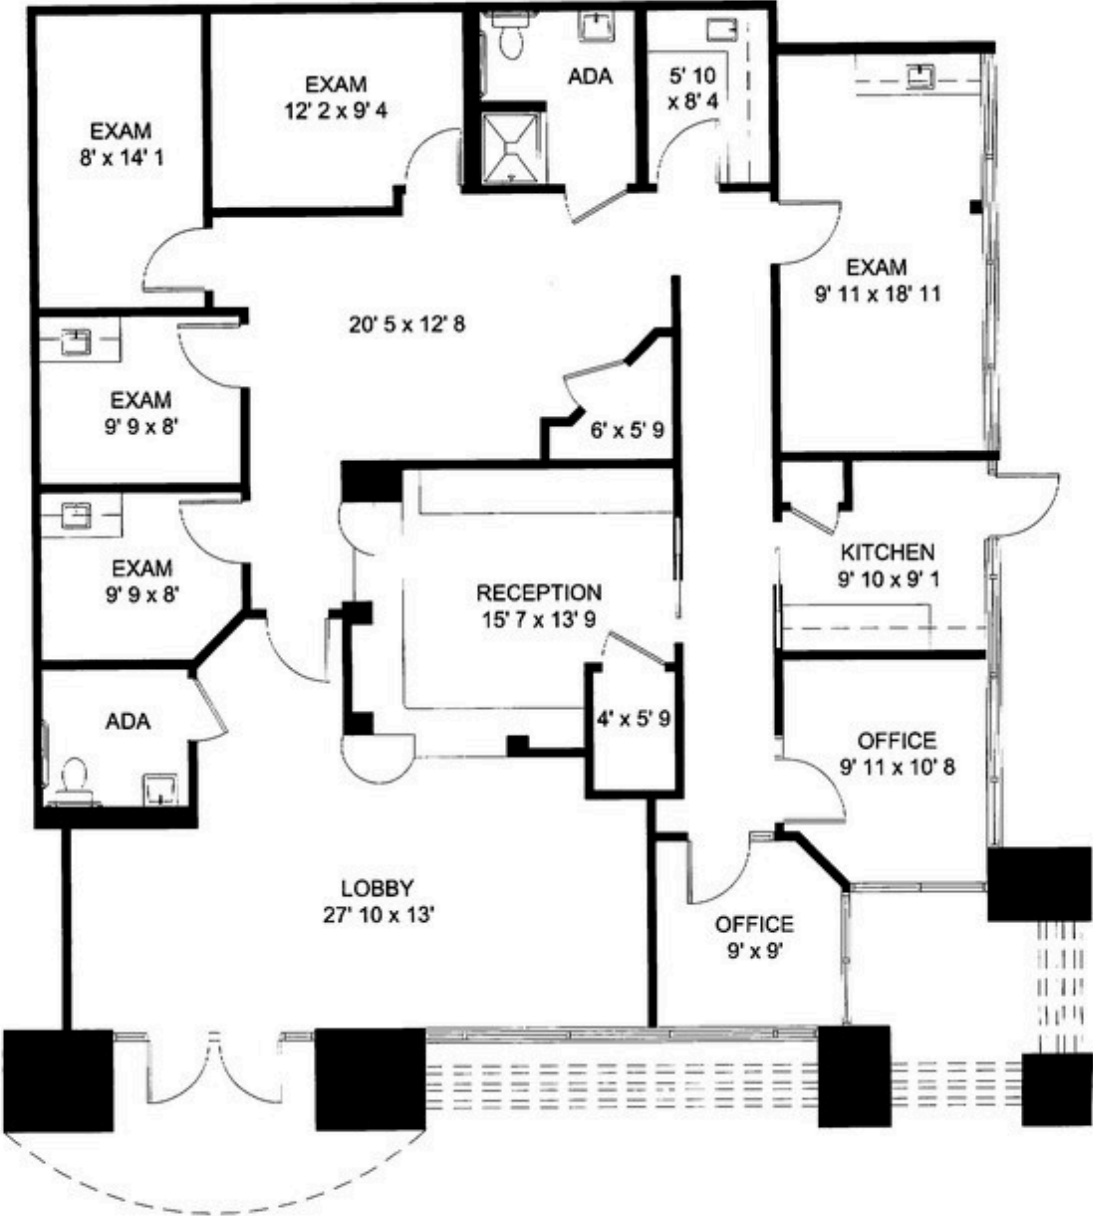 EXAM
8' x 14' 1
EXAM
12' 2 x 9' 4
ADA
5' 10
x 8' 4
EXAM
9' 11 x 18' 11
20' 5 x 12' 8
6' x 5' 9
EXAM
9' 9 x 8'
EXAM
9' 9 x 8'
RECEPTION
15' 7 x 13' 9
KITCHEN
9' 10 x 9' 1
ADA
4' x 5' 9
OFFICE
9' 11 x 10' 8
LOBBY
27' 10 x 13'
OFFICE
9' x 9'